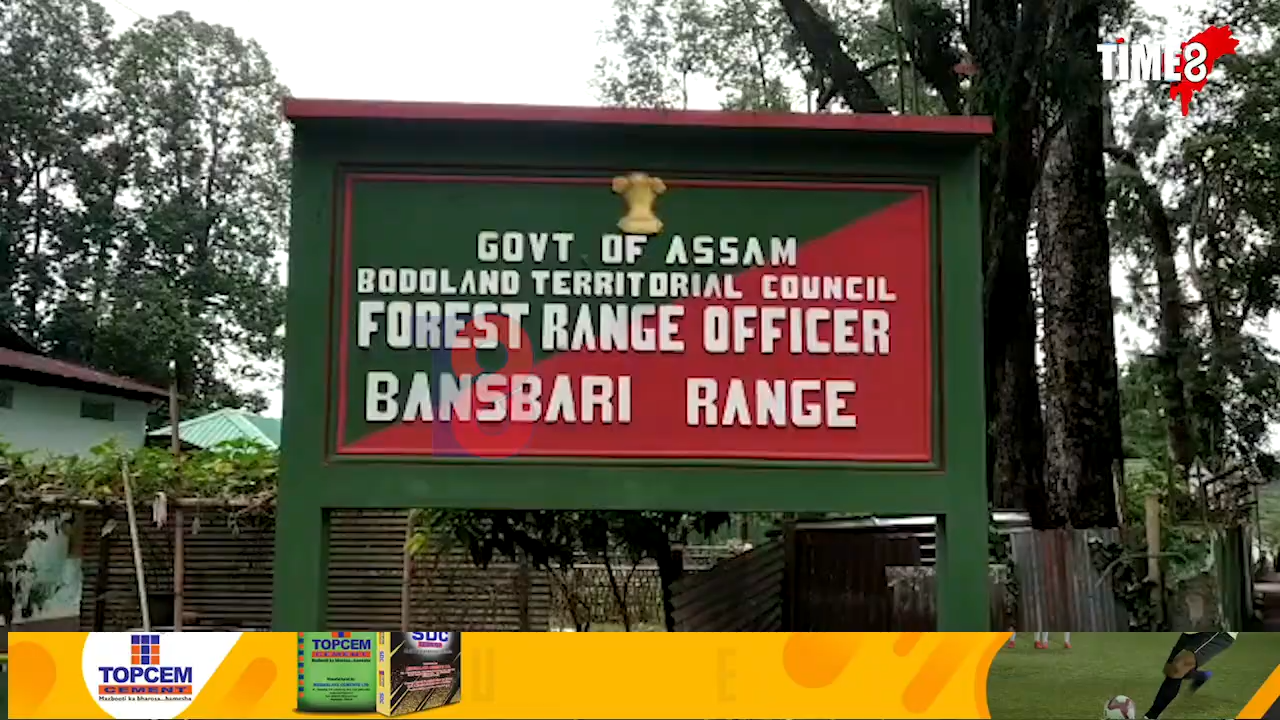 TIME8
GOVT. OF ASSAM
BODOLAND TERRITORIAL COUNCIL
FOREST RANGE OFFICER
BANSBARI RANGE
TOPCEM
CEMENT
Mazbooti ka bharosa...hamesha
TOPCEM
CEMENT
SDC